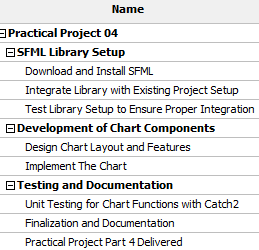 Name
Practical Project 04
SFML Library Setup
Download and Install SFML
Integrate Library with Existing Project Setup
Test Library Setup to Ensure Proper Integration
Development of Chart Components
Design Chart Layout and Features
Implement The Chart
Testing and Documentation
Unit Testing for Chart Functions with Catch2
Finalization and Documentation
Practical Project Part 4 Delivered